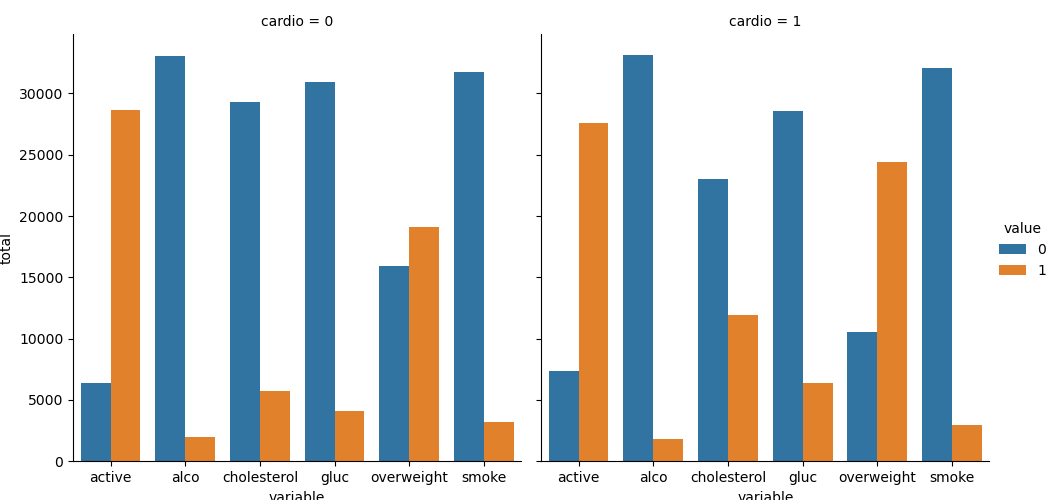 cardio = 0
cardio = 1
30000
25000
20000
15000
10000
5000
0
total
active alco cholesterol gluc overweight smoke
variable
active alco cholesterol gluc overweight smoke
variable
value
0
1